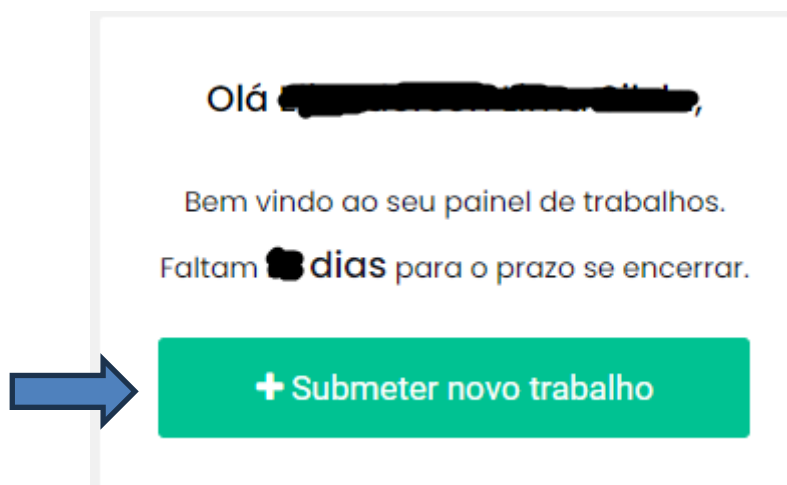 Olá ,
Bem vindo ao seu painel de trabalhos.
Faltam dias para o prazo se encerrar.
+ Submeter novo trabalho